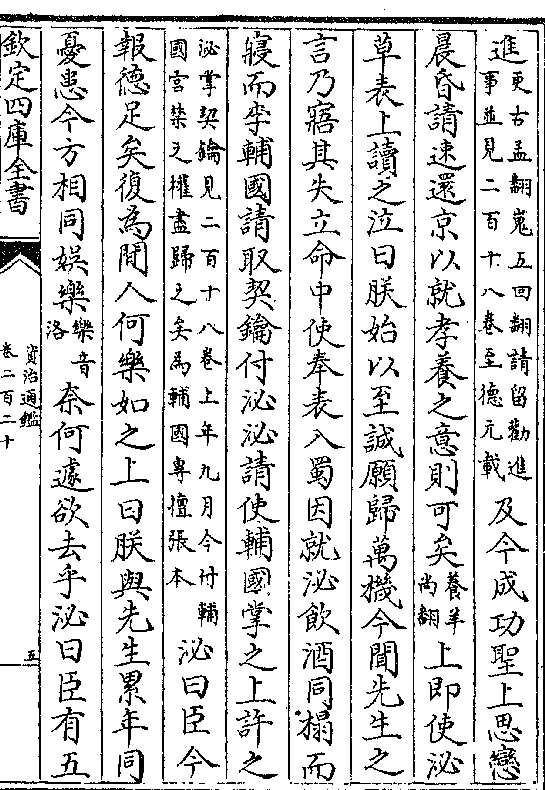 進更古孟翻嵬五回翻請留勸進事並見二百十八卷至德元載及今成功聖上思戀
晨昏請速還京以就孝養之意則可矣養羊尚翻上即使泌
草表上讀之泣曰朕始以至誠願歸萬機今聞先生之
言乃寤其失立命中使奉表入蜀因就泌飲酒同榻而
寢而李輔國請取契鑰付泌泌請使輔國掌之上許之
泌掌契鑰見二百十八卷上年九月今付輔國宮禁之權盡歸之矣為輔國專擅張本泌曰臣今
報德足矣復為間人何樂如之上曰朕與先生累年同
憂患今方相同娛樂樂音洛奈何遽欲去乎泌曰臣有五
欽定四庫全書
資治通鑑
卷二百二十
五